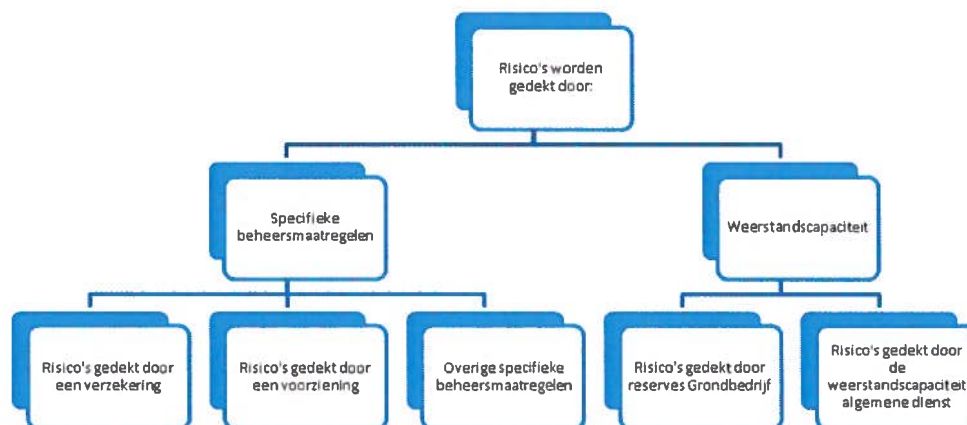 Risico's worden
gedekt door:
Specifieke
beheersmaatregelen
Weerstandscapaciteit
Risico's gedekt door
een verzekering
Risico's gedekt door
een voorziening
Overige specifieke
beheersmaatregelen
Risico's gedekt door
reserves Grondbedrijf
Risico's gedekt door
de
weerstandscapaciteit
algemene dienst